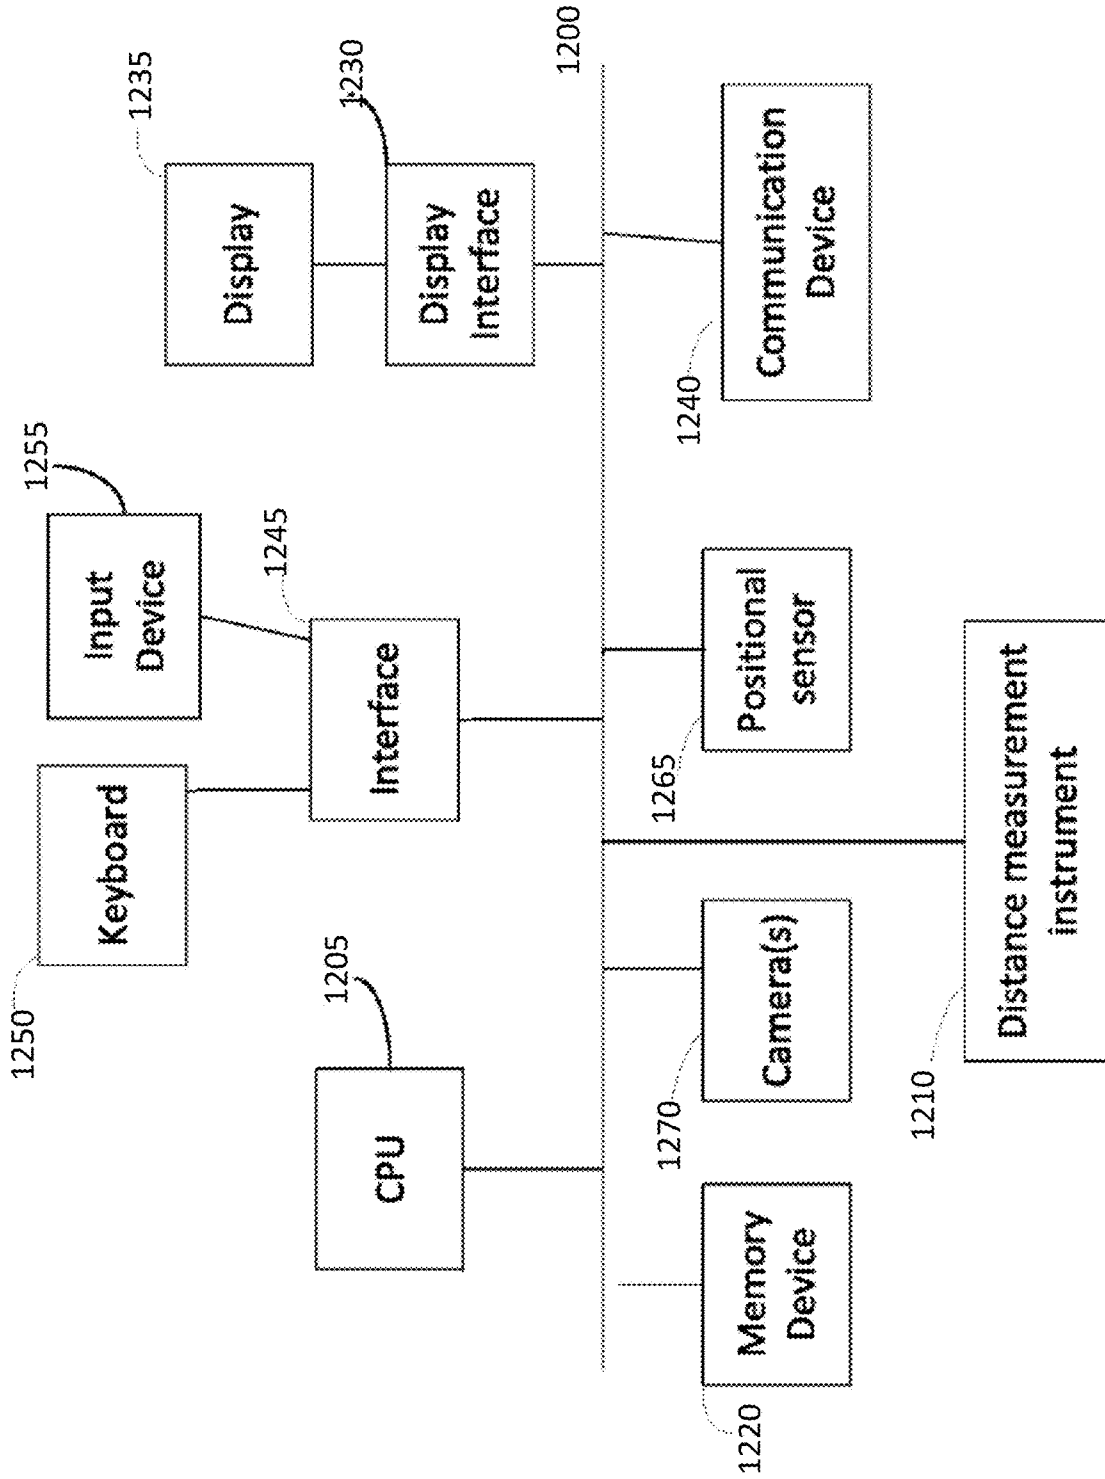 1250
Keyboard
1255
Input
Device
1235
Display
1205
CPU
1245
Interface
1230
Display
Interface
1200
1220
Memory
Device
1270
Camera(s)
1265
Positional
sensor
1240
Communication
Device
1210
Distance measurement
instrument